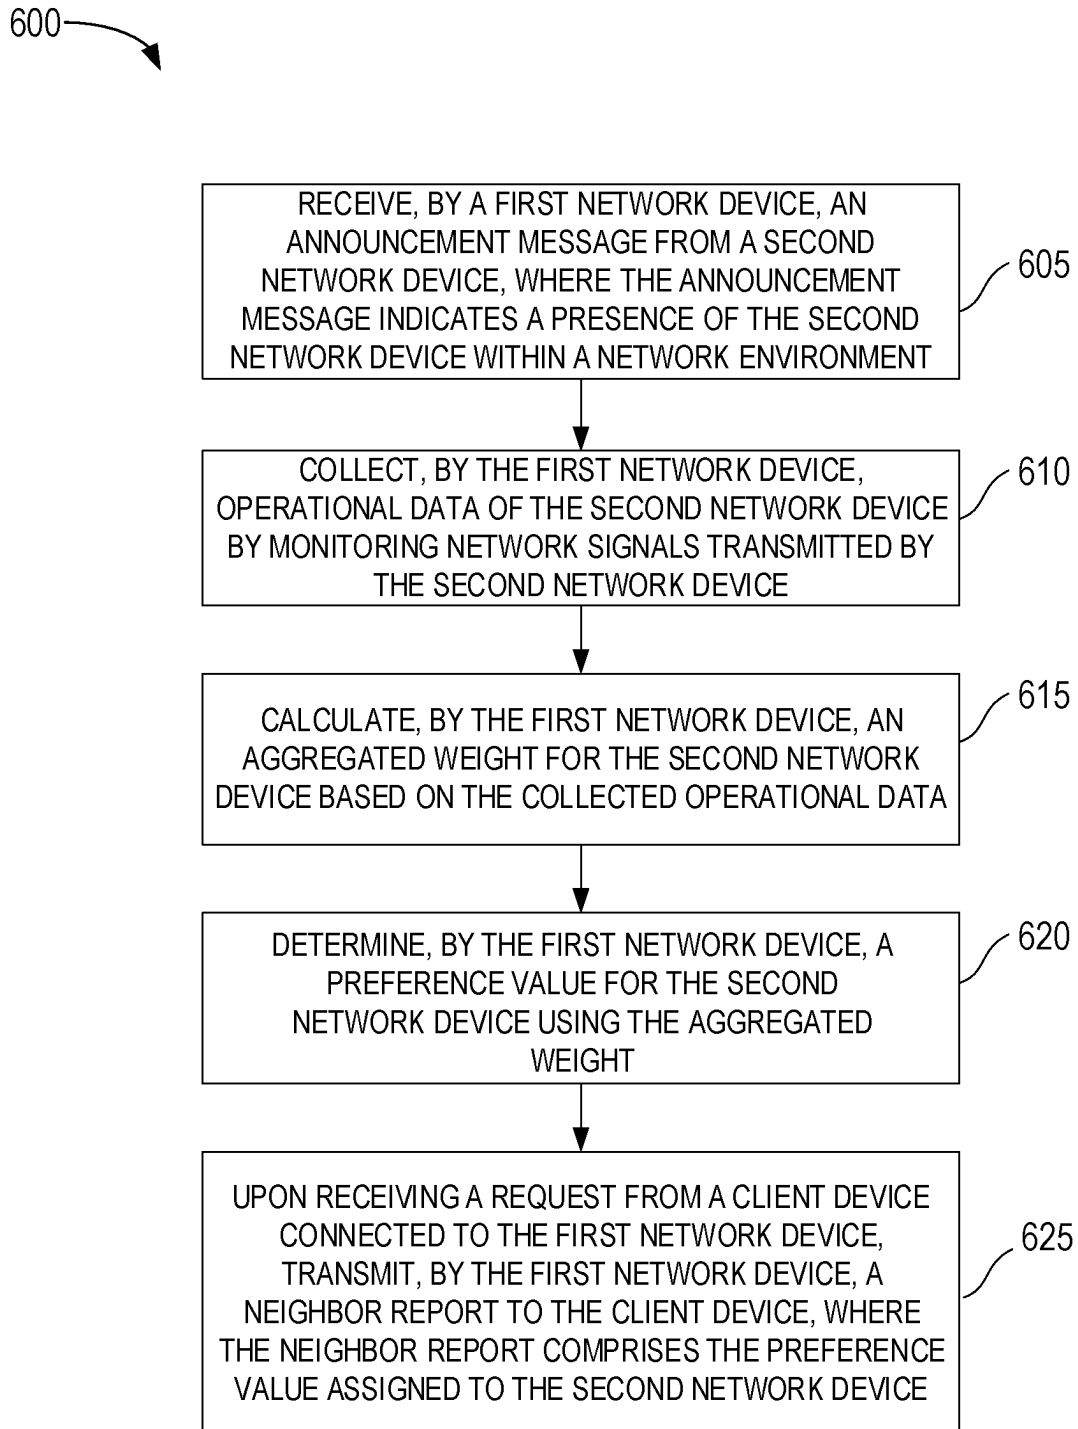 600
RECEIVE, BY A FIRST NETWORK DEVICE, AN
ANNOUNCEMENT MESSAGE FROM A SECOND
NETWORK DEVICE, WHERE THE ANNOUNCEMENT
MESSAGE INDICATES A PRESENCE OF THE SECOND
NETWORK DEVICE WITHIN A NETWORK ENVIRONMENT
605
COLLECT, BY THE FIRST NETWORK DEVICE,
OPERATIONAL DATA OF THE SECOND NETWORK DEVICE
BY MONITORING NETWORK SIGNALS TRANSMITTED BY
THE SECOND NETWORK DEVICE
610
CALCULATE, BY THE FIRST NETWORK DEVICE, AN
AGGREGATED WEIGHT FOR THE SECOND NETWORK
DEVICE BASED ON THE COLLECTED OPERATIONAL DATA
615
DETERMINE, BY THE FIRST NETWORK DEVICE, A
PREFERENCE VALUE FOR THE SECOND
NETWORK DEVICE USING THE AGGREGATED
WEIGHT
620
UPON RECEIVING A REQUEST FROM A CLIENT DEVICE
CONNECTED TO THE FIRST NETWORK DEVICE,
TRANSMIT, BY THE FIRST NETWORK DEVICE, A
NEIGHBOR REPORT TO THE CLIENT DEVICE, WHERE
THE NEIGHBOR REPORT COMPRISES THE PREFERENCE
VALUE ASSIGNED TO THE SECOND NETWORK DEVICE
625